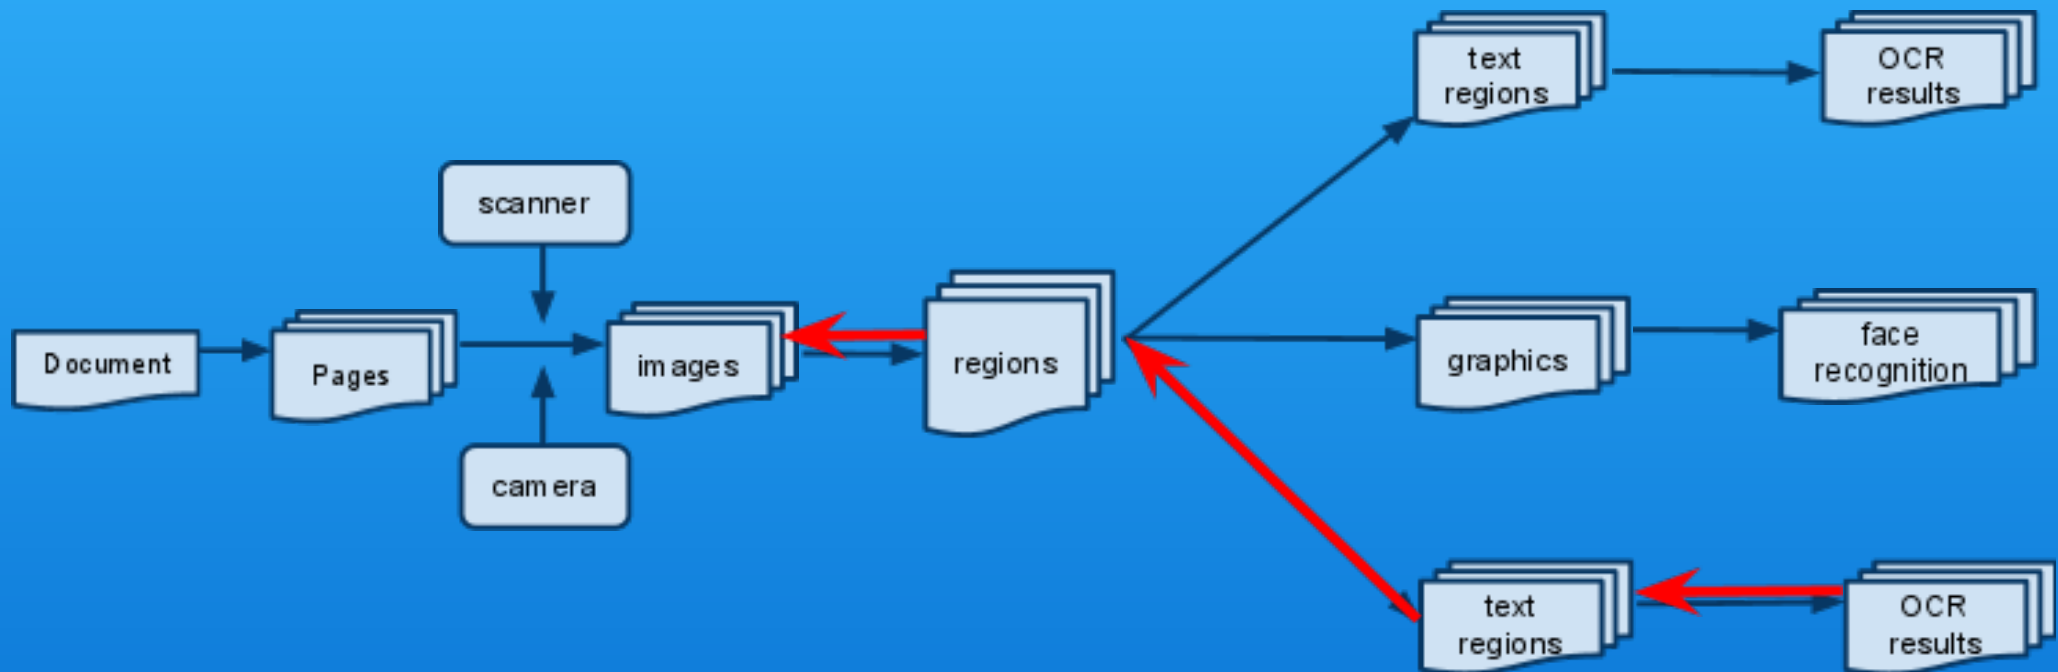 Document
Pages
scanner
camera
images
regions
text
regions
OCR
results
graphics
face
recognition
text
regions
OCR
results